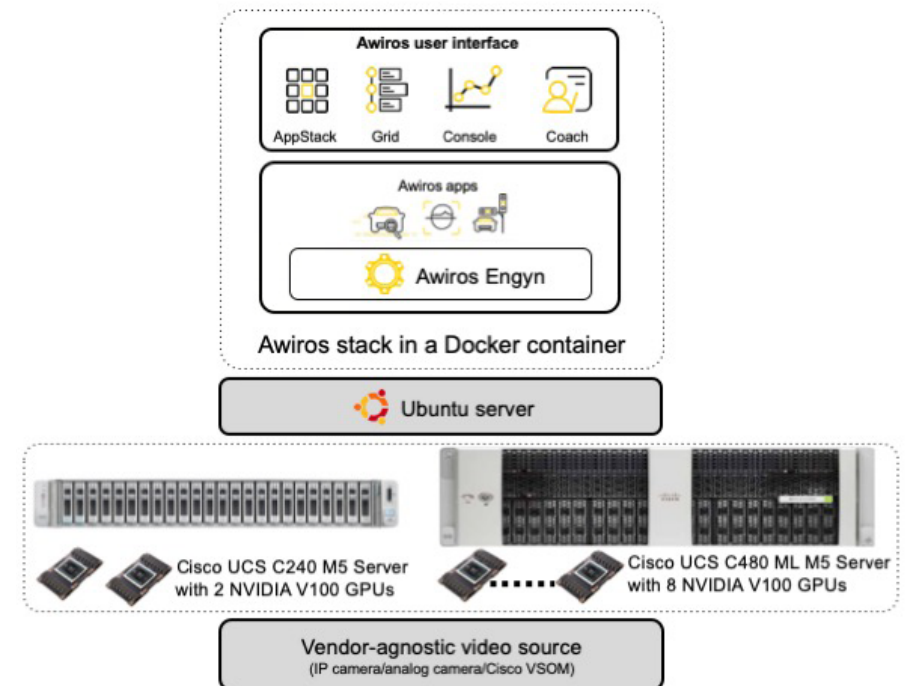 Awiros user interface
AppStack
Grid
Console
Coach
Awiros apps
Awiros Engyn
Awiros stack in a Docker container
Ubuntu server
Cisco UCS C240 M5 Server
with 2 NVIDIA V100 GPUs
Cisco UCS C480 ML M5 Server
with 8 NVIDIA V100 GPUs
Vendor-agnostic video source
(IP camera/analog camera/Cisco VSOM)